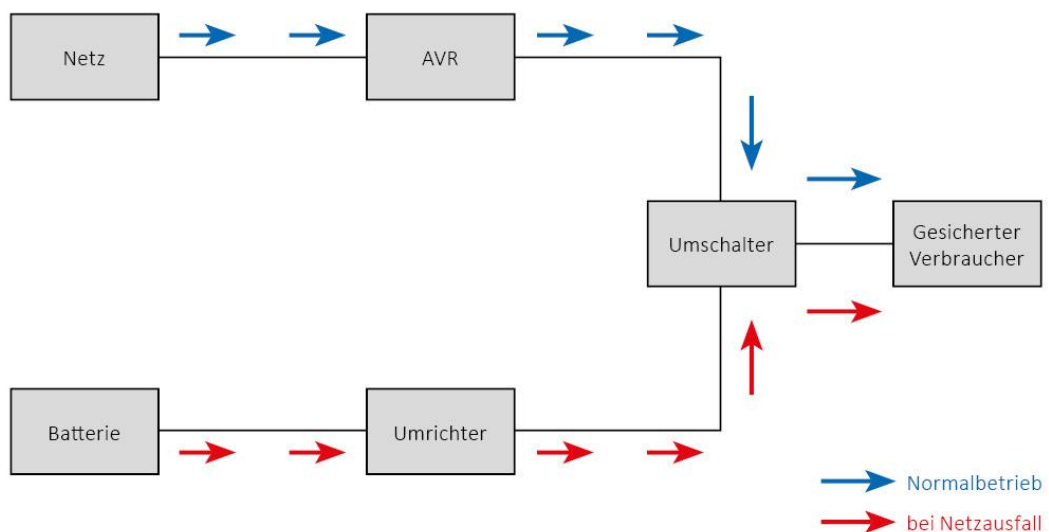 Netz
AVR
Umschalter
Gesicherter
Verbraucher
Batterie
Umrichter
Normalbetrieb
bei Netzausfall